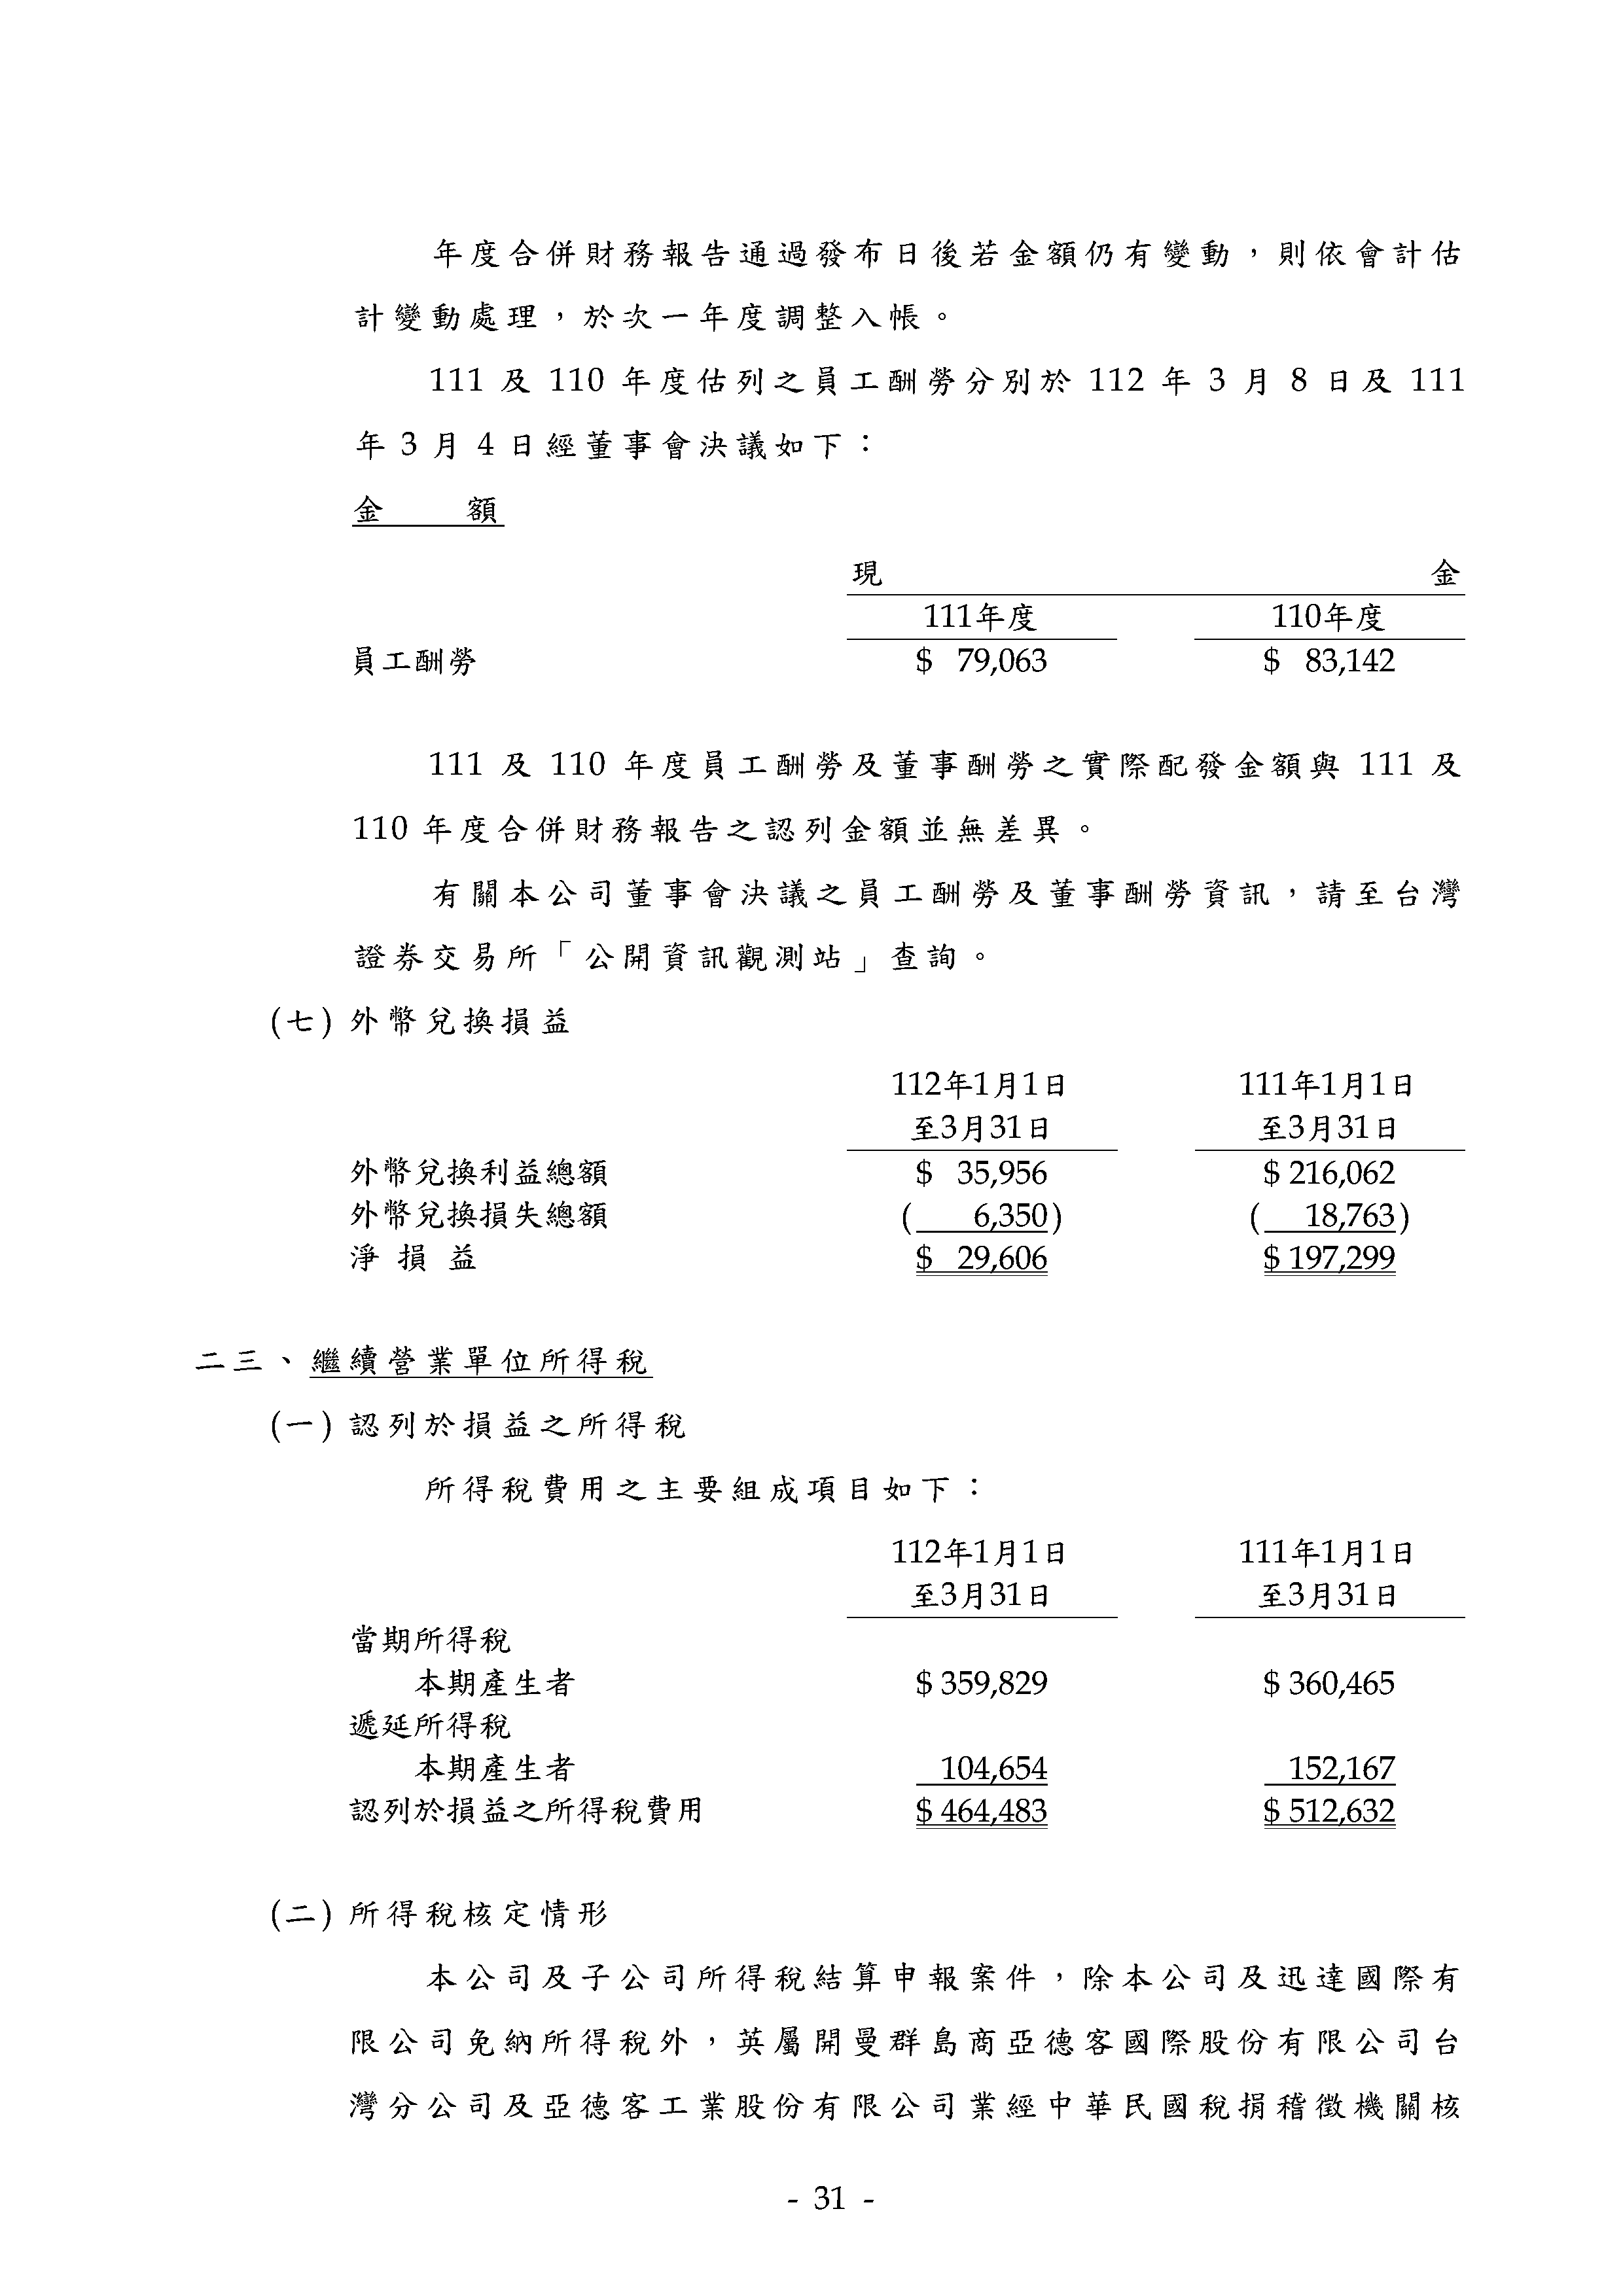 年度合併財務報告通過發布日後若金額仍有變動，則依會計估
計變動處理，於次一年度調整入帳。
111 及 110 年度估列之員工酬勞分別於 112 年 3 月 8 日及 111
年 3 月 4 日經董事會決議如下：
金 額
現 金
111年度 110年度
員工酬勞 $ 79,063 $ 83,142
111 及 110 年度員工酬勞及董事酬勞之實際配發金額與 111 及
110 年度合併財務報告之認列金額並無差異。
有關本公司董事會決議之員工酬勞及董事酬勞資訊，請至台灣
證券交易所「公開資訊觀測站」查詢。
(七) 外幣兌換損益
112年1月1日 111年1月1日
至3月31日 至3月31日
外幣兌換利益總額 $ 35,956 $ 216,062
外幣兌換損失總額 ( 6,350) ( 18,763)
淨 損 益 $ 29,606 $ 197,299
二三、繼續營業單位所得稅
(一) 認列於損益之所得稅
所得稅費用之主要組成項目如下：
112年1月1日 111年1月1日
至3月31日 至3月31日
當期所得稅
本期產生者 $ 359,829 $ 360,465
遞延所得稅
本期產生者 104,654 152,167
認列於損益之所得稅費用 $ 464,483 $ 512,632
(二) 所得稅核定情形
本公司及子公司所得稅結算申報案件，除本公司及迅達國際有
限公司免納所得稅外，英屬開曼群島商亞德客國際股份有限公司台
灣分公司及亞德客工業股份有限公司業經中華民國稅捐稽徵機關核
- 31 -